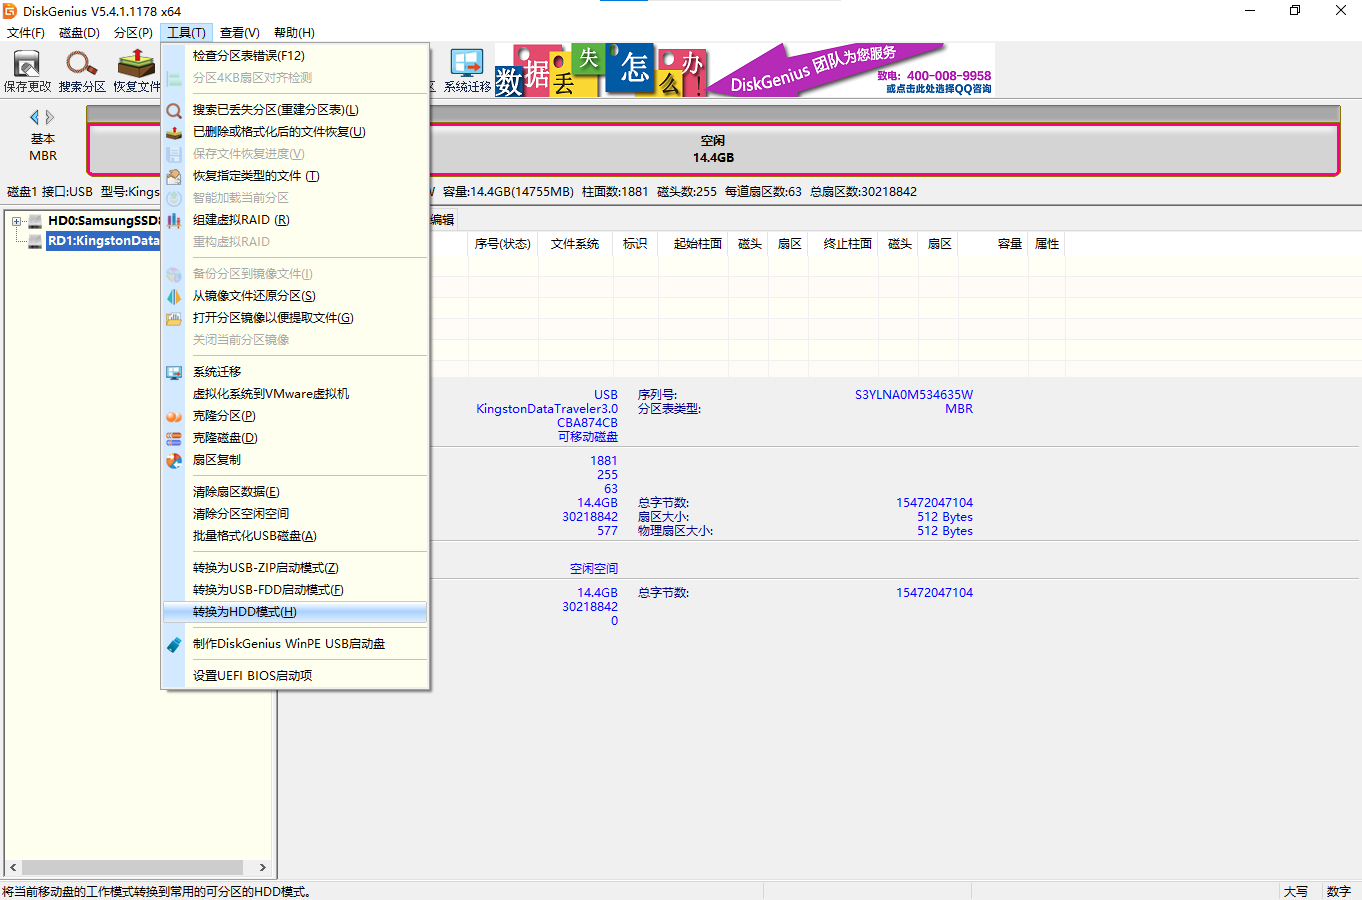 DiskGenius V5.4.1.1178 x64
文件(F) 磁盘(D) 分区(P) 工具(T) 查看(V) 帮助(H)
保存更改 搜索分区 恢复文件 区 系统迁移
数据丢失怎么办!
DiskGenius 团队为您服务
致电: 400-008-9958
或点击此处选择QQ咨询
基本
MBR
空闲
14.4GB
磁盘1 接口:USB 型号:Kings
容量:14.4GB(14755MB) 柱面数:1881 磁头数:255 每道扇区数:63 总扇区数:30218842
HD0:SamsungSSD8
RD1:KingstonData
检查分区表错误(F12)
分区4KB扇区对齐检测
搜索已丢失分区(重建分区表)(L)
已删除或格式化后的文件恢复(U)
保存文件恢复进度(V)
恢复指定类型的文件 (T)
智能加载当前分区
组建虚拟RAID (R)
重构虚拟RAID
备份分区到镜像文件(I)
从镜像文件还原分区(S)
打开分区镜像以便提取文件(G)
关闭当前分区镜像
系统迁移
虚拟化系统到VMware虚拟机
克隆分区(P)
克隆磁盘(D)
扇区复制
清除扇区数据(E)
清除分区空闲空间
批量格式化USB磁盘(A)
转换为USB-ZIP启动模式(Z)
转换为USB-FDD启动模式(F)
转换为HDD模式(H)
制作DiskGenius WinPE USB启动盘
设置UEFI BIOS启动项
编辑
序号(状态) 文件系统 标识 起始柱面 磁头 扇区 终止柱面 磁头 扇区 容量 属性
USB 序列号: S3YLNA0M534635W
KingstonDataTraveler3.0 分区表类型: MBR
CBA874CB
可移动磁盘
1881
255
63
14.4GB 总字节数: 15472047104
30218842 扇区大小: 512 Bytes
577 物理扇区大小: 512 Bytes
空闲空间
14.4GB 总字节数: 15472047104
30218842
0
将当前移动盘的工作模式转换到常用的可分区的HDD模式。
大写 数字